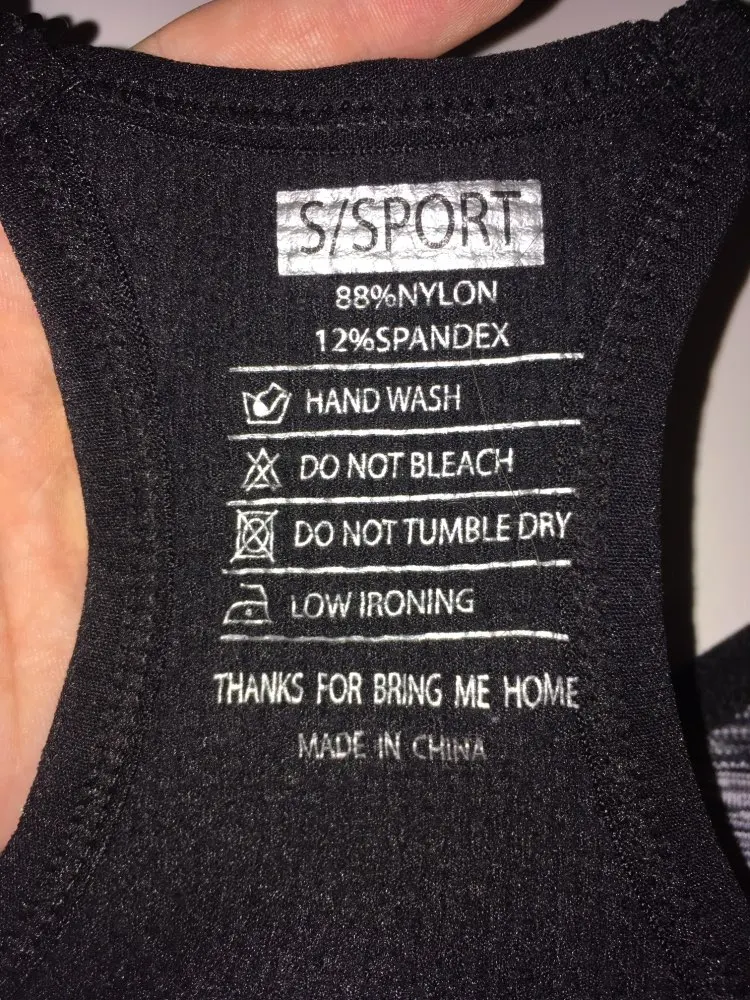 S/SPORT
88%NYLON
12%SPANDEX
HAND WASH
DO NOT BLEACH
DO NOT TUMBLE DRY
LOW IRONING
THANKS FOR BRING ME HOME
MADE IN CHINA